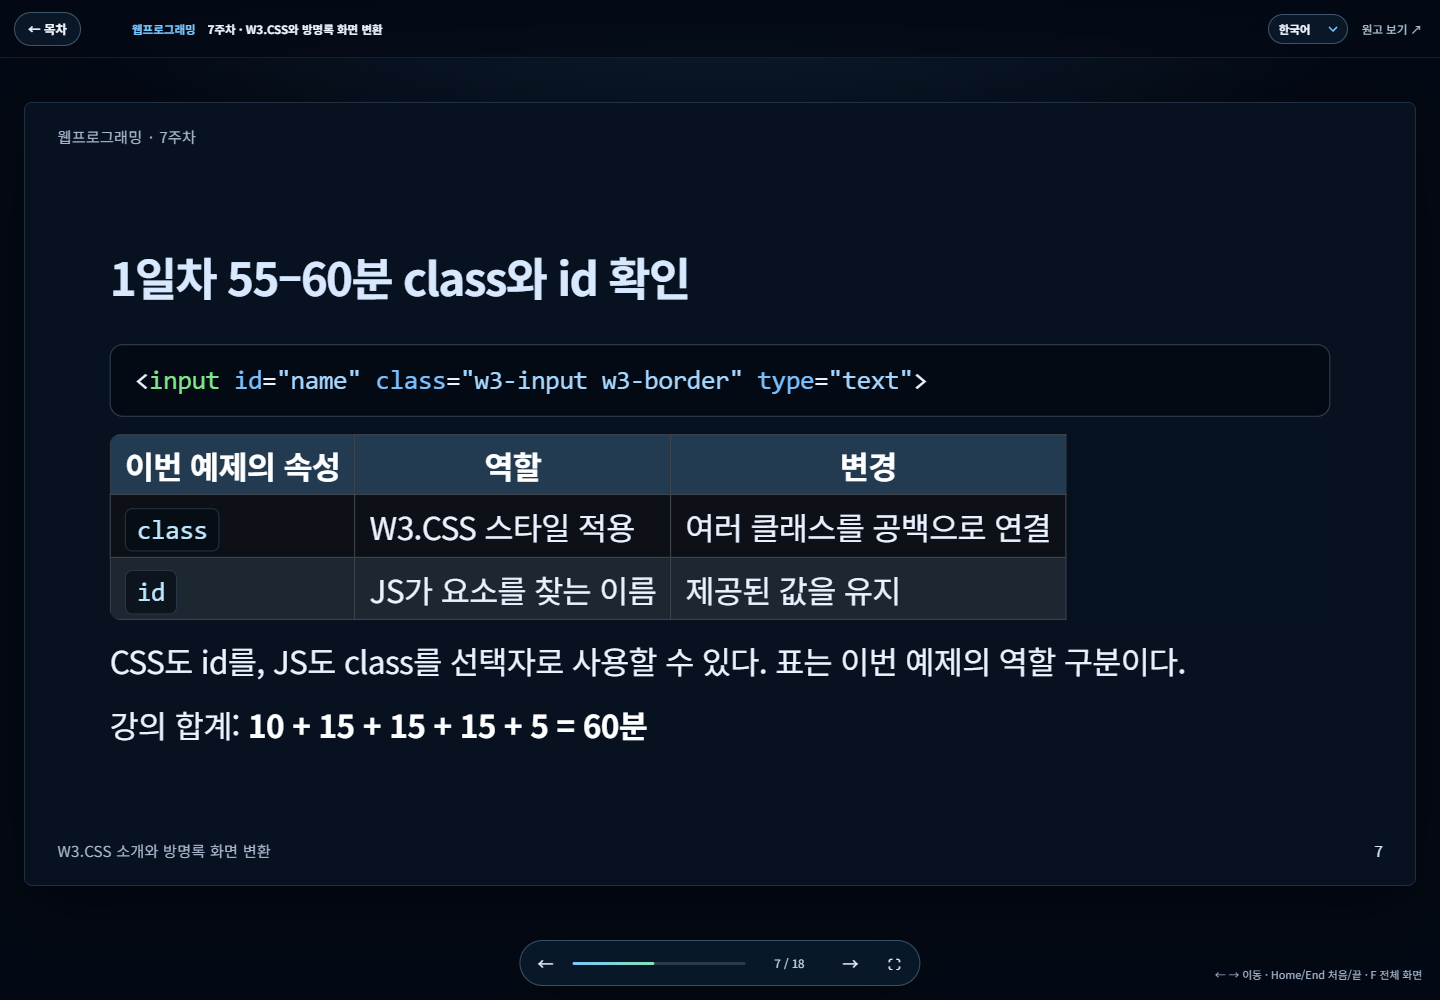 ← 목차
웹프로그래밍 7주차 · W3.CSS와 방명록 화면 변환
한국어
원고 보기 ↗
웹프로그래밍 · 7주차
1일차 55–60분 class와 id 확인
<input id="name" class="w3-input w3-border" type="text">
이번 예제의 속성 역할 변경
class W3.CSS 스타일 적용 여러 클래스를 공백으로 연결
id JS가 요소를 찾는 이름 제공된 값을 유지
CSS도 id를, JS도 class를 선택자로 사용할 수 있다. 표는 이번 예제의 역할 구분이다.
강의 합계: 10 + 15 + 15 + 15 + 5 = 60분
W3.CSS 소개와 방명록 화면 변환
7
← 7 / 18 →
← → 이동 · Home/End 처음/끝 · F 전체 화면